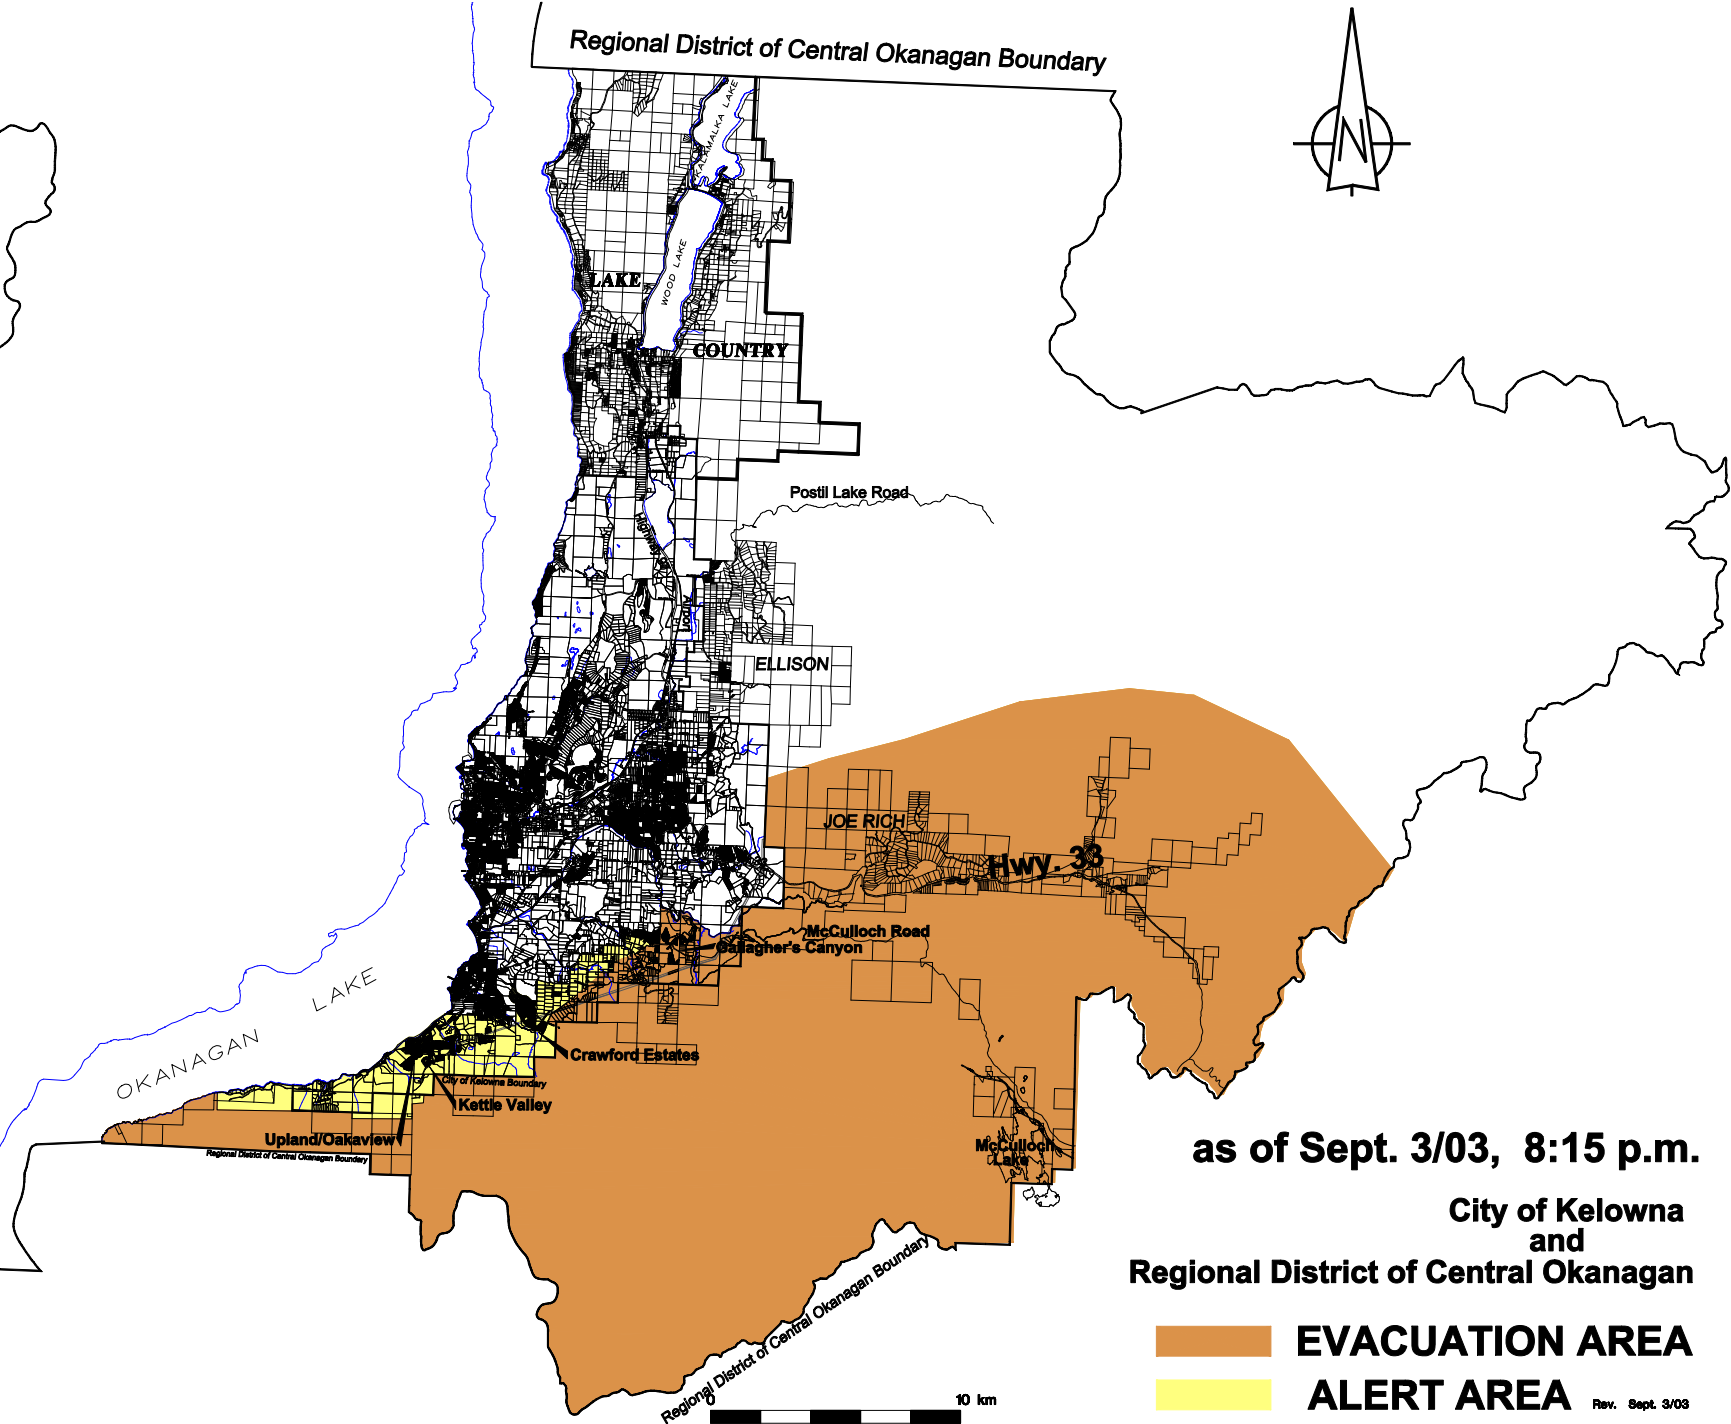 Regional District of Central Okanagan Boundary
N
KALAMALKA LAKE
WOOD LAKE
LAKE
COUNTRY
Postil Lake Road
Highway
Airport
ELLISON
JOE RICH
Hwy. 33
McCulloch Road
Gallagher's Canyon
OKANAGAN LAKE
Crawford Estates
City of Kelowna Boundary
Kettle Valley
Upland/Oakaview
Regional District of Central Okanagan Boundary
McCulloch
Lake
as of Sept. 3/03, 8:15 p.m.
City of Kelowna
and
Regional District of Central Okanagan
Regional District of Central Okanagan Boundary
EVACUATION AREA
ALERT AREA
Rev. Sept. 3/03
0 10 km